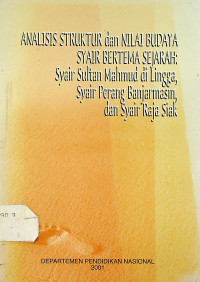 ANALISIS STRUKTUR dan NILAI BUDAYA
SYAIR BERTEMA SEJARAH:
Syair Sultan Mahmud di Lingga,
Syair Perang Banjarmasin,
dan Syair Raja Siak
DEPARTEMEN PENDIDIKAN NASIONAL
2001